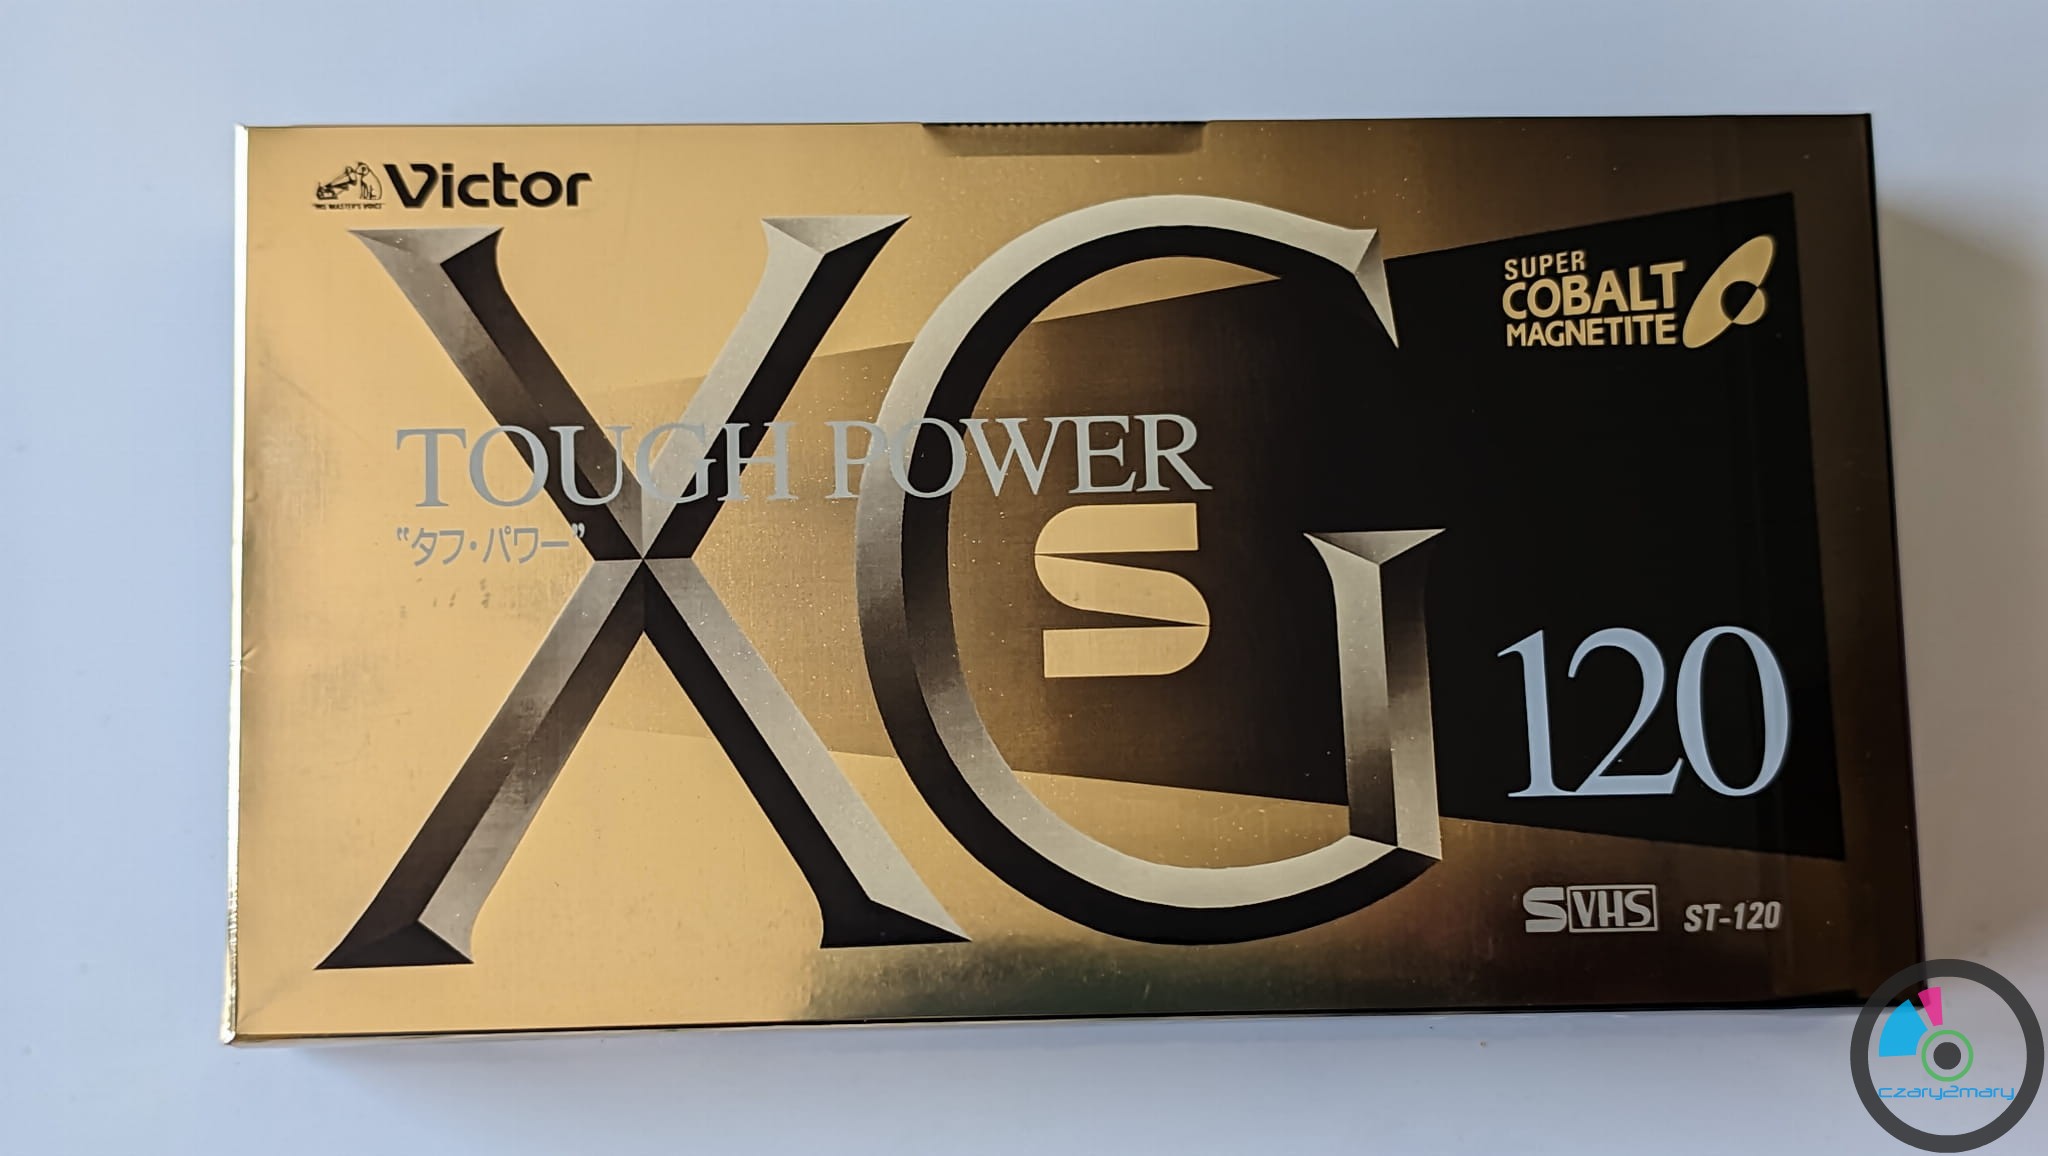 "HIS MASTER'S VOICE"
Victor
XG
SUPER
COBALT
MAGNETITE
TOUGH POWER
“タフ・パワー”
S
120
S VHS ST-120
czary2mary